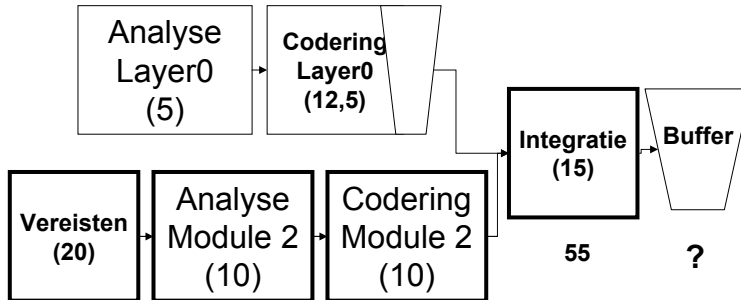 Analyse
Layer0
(5)
Codering
Layer0
(12,5)
Integratie
(15)
Buffer
Vereisten
(20)
Analyse
Module 2
(10)
Codering
Module 2
(10)
55
?